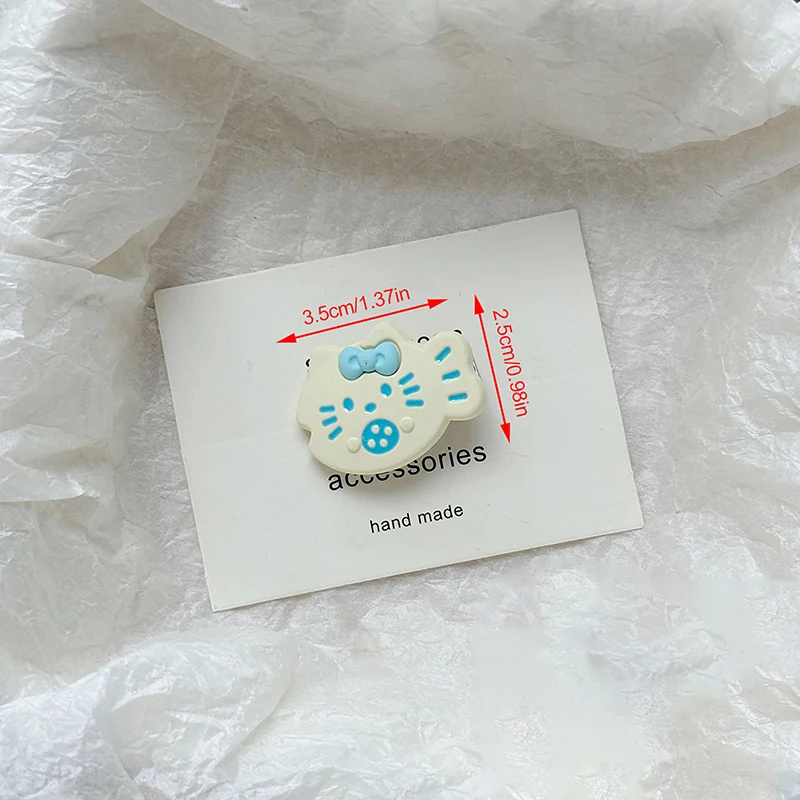 3.5cm/1.37in
2.5cm/0.98in
accessories
hand made